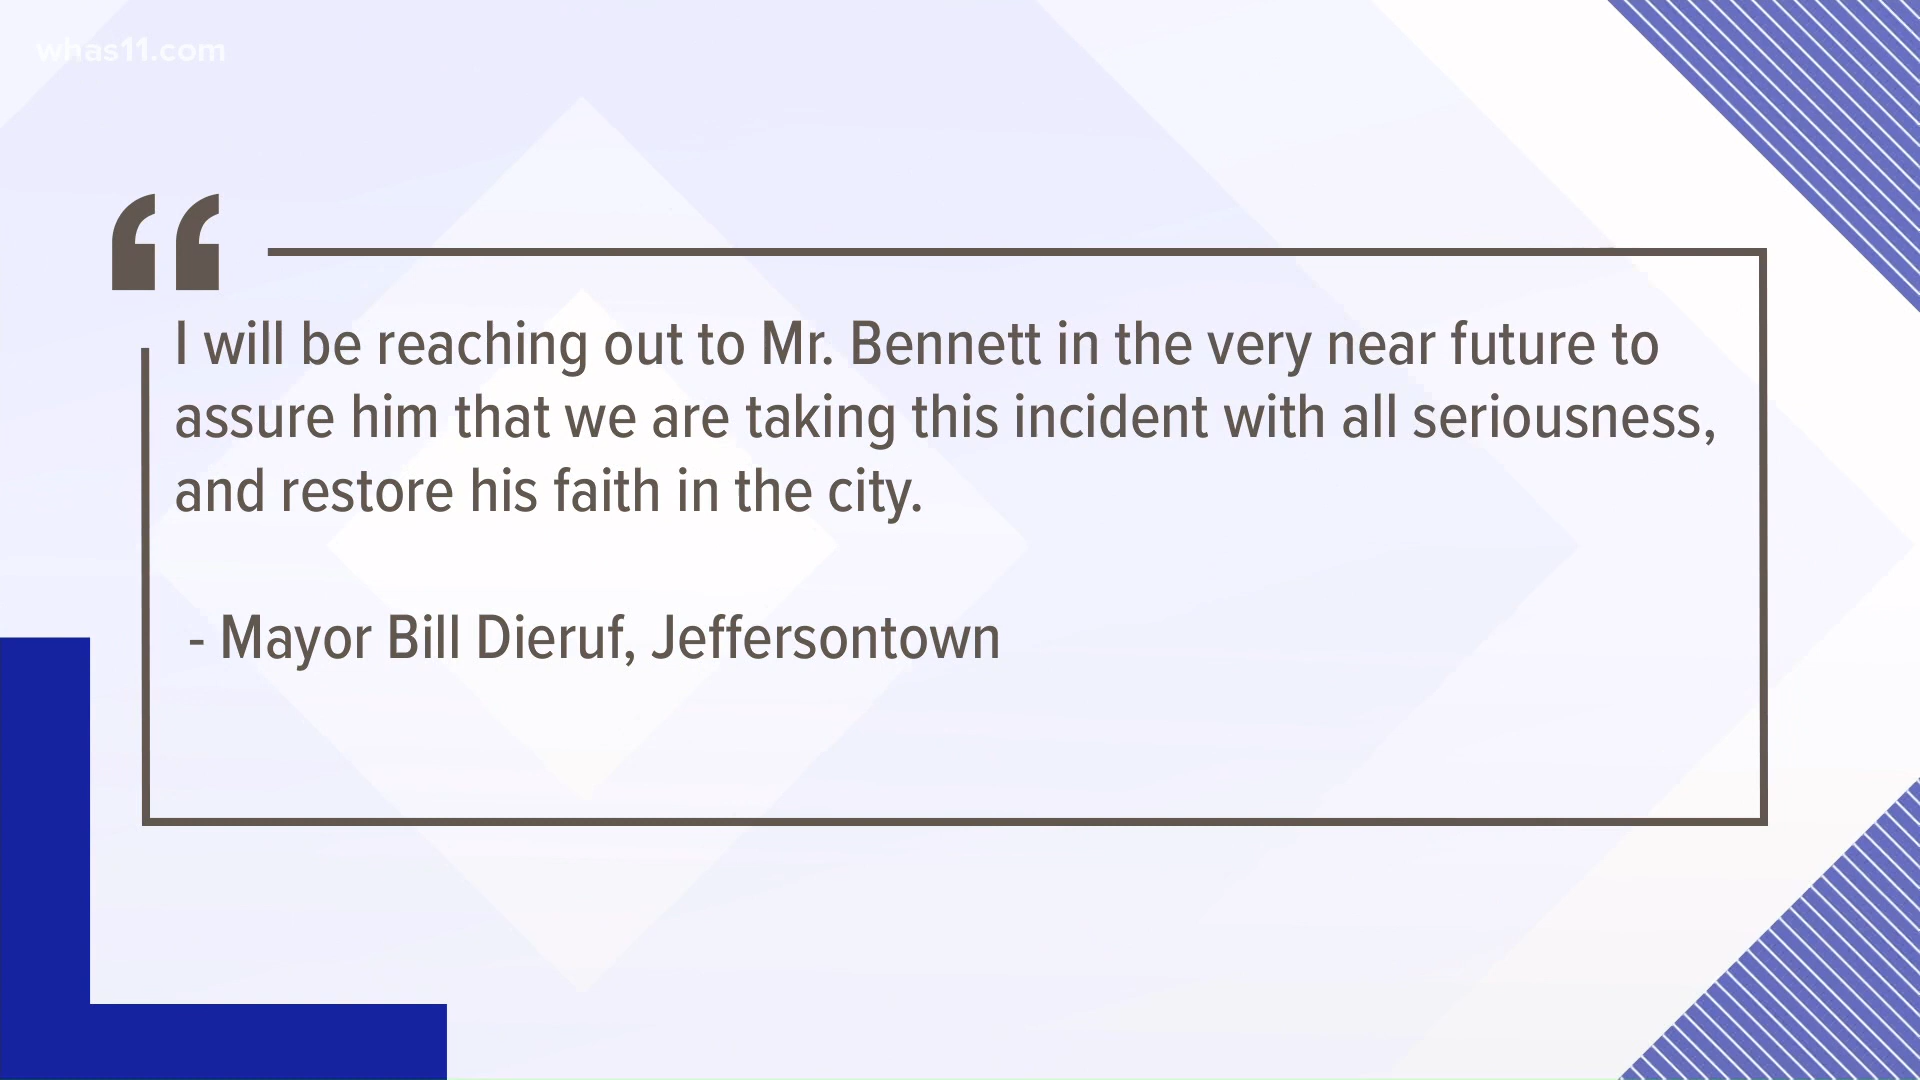 whas11.com
“
I will be reaching out to Mr. Bennett in the very near future to
assure him that we are taking this incident with all seriousness,
and restore his faith in the city.
- Mayor Bill Dieruf, Jeffersontown